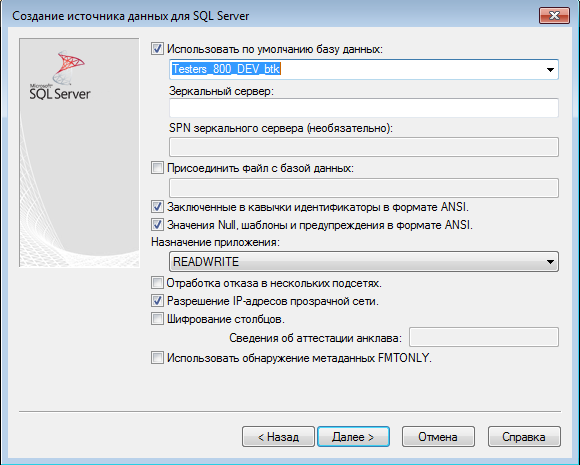 Создание источника данных для SQL Server
Microsoft
SQL Server
Использовать по умолчанию базу данных:
Testers_800_DEV_btk
Зеркальный сервер:
SPN зеркального сервера (необязательно):
Присоединить файл с базой данных:
Заключенные в кавычки идентификаторы в формате ANSI.
Значения Null, шаблоны и предупреждения в формате ANSI.
Назначение приложения:
READWRITE
Отработка отказа в нескольких подсетях.
Разрешение IP-адресов прозрачной сети.
Шифрование столбцов.
Сведения об аттестации анклава:
Использовать обнаружение метаданных FMTONLY.
< Назад Далее > Отмена Справка